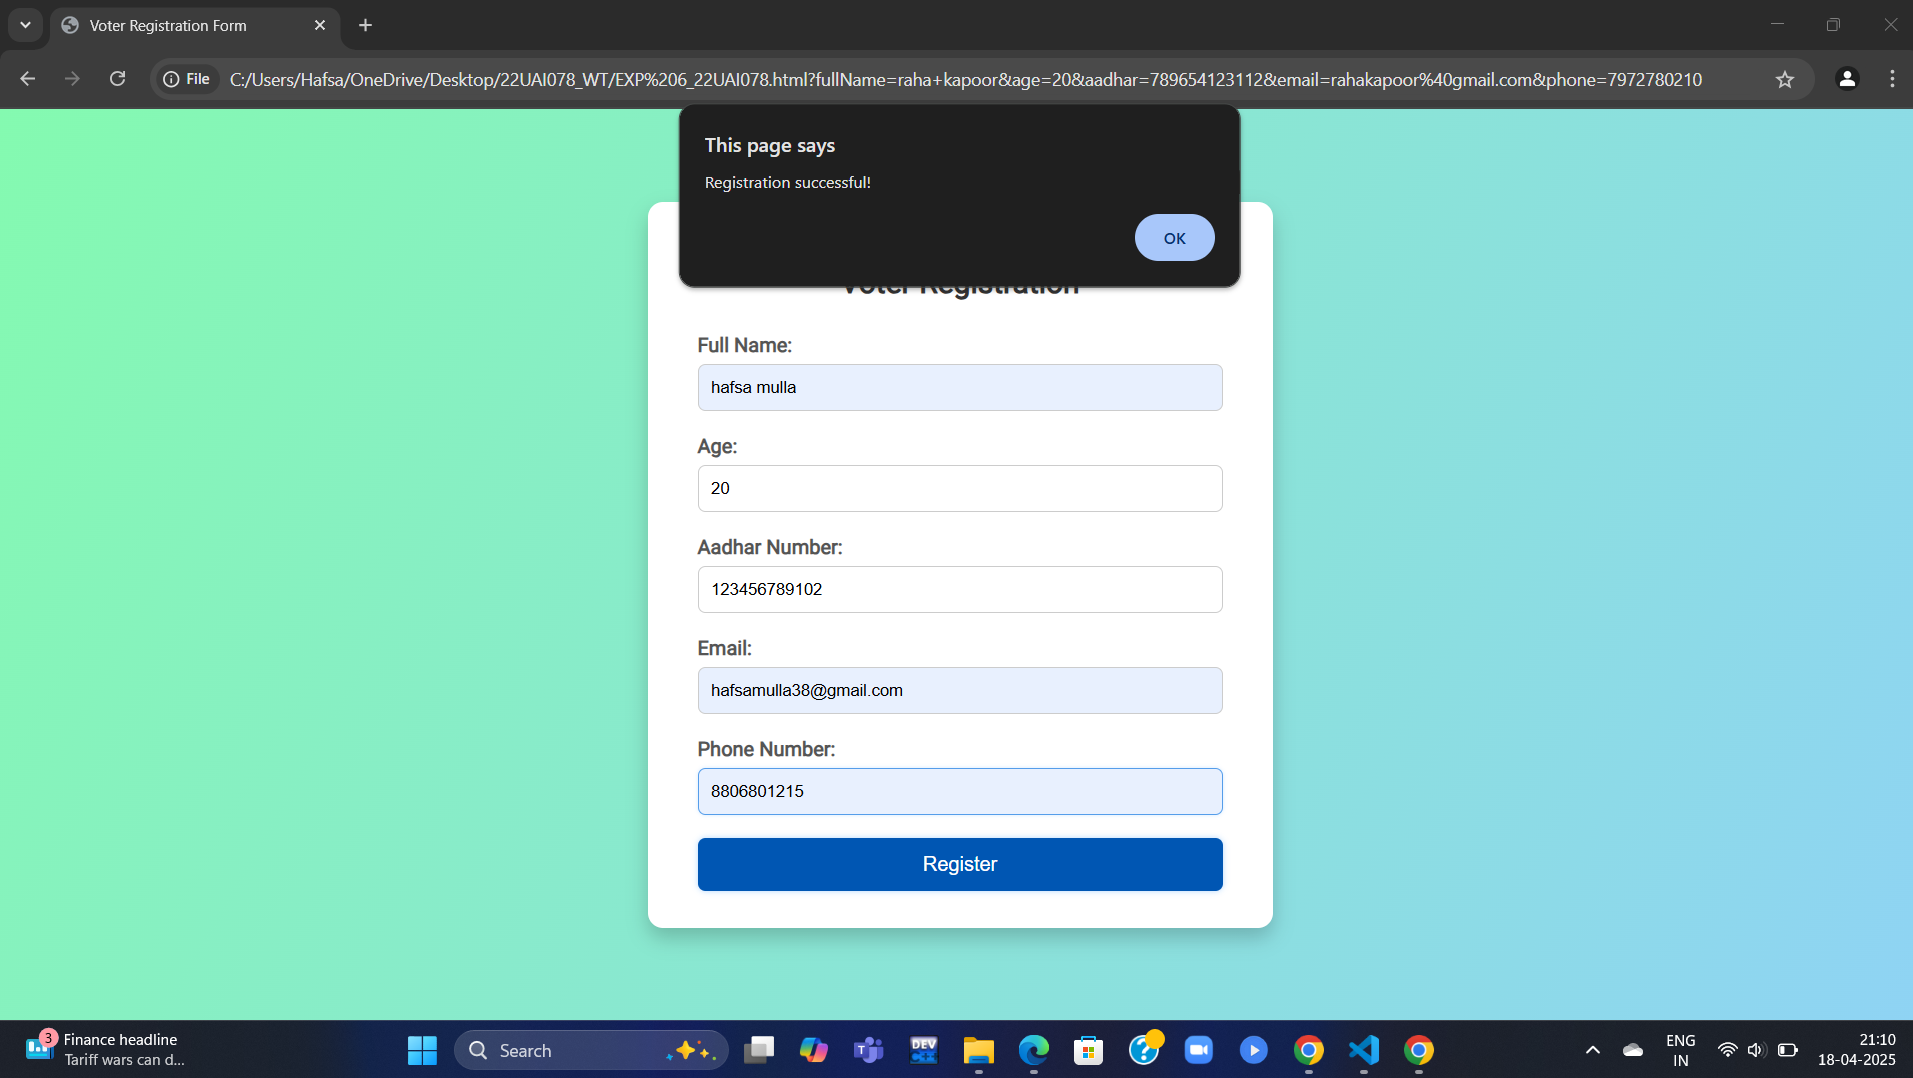 Voter Registration Form
File
C:/Users/Hafsa/OneDrive/Desktop/22UAI078_WT/EXP%206_22UAI078.html?fullName=raha+kapoor&age=20&aadhar=789654123112&email=rahakapoor%40gmail.com&phone=7972780210
This page says
Registration successful!
OK
Voter Registration
Full Name:
hafsa mulla
Age:
20
Aadhar Number:
123456789102
Email:
hafsamulla38@gmail.com
Phone Number:
8806801215
Register
3
Finance headline
Tariff wars can d...
Search
DEV
C++
ENG
IN
21:10
18-04-2025